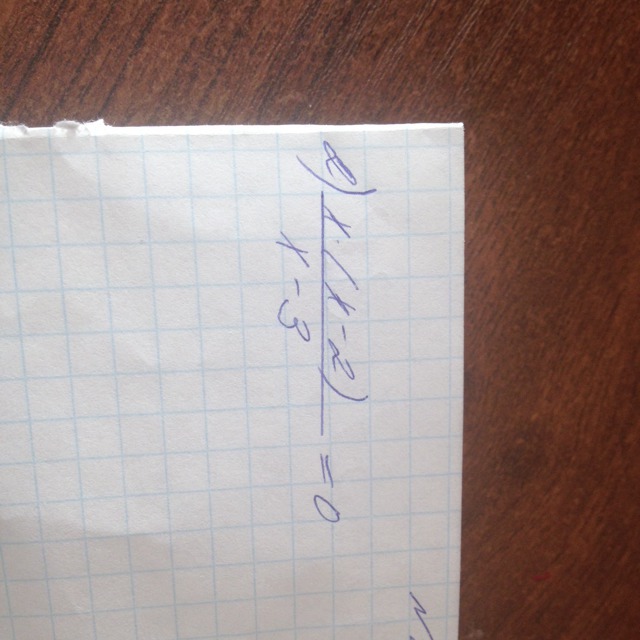 д) x·(x-2)
x-3
= 0